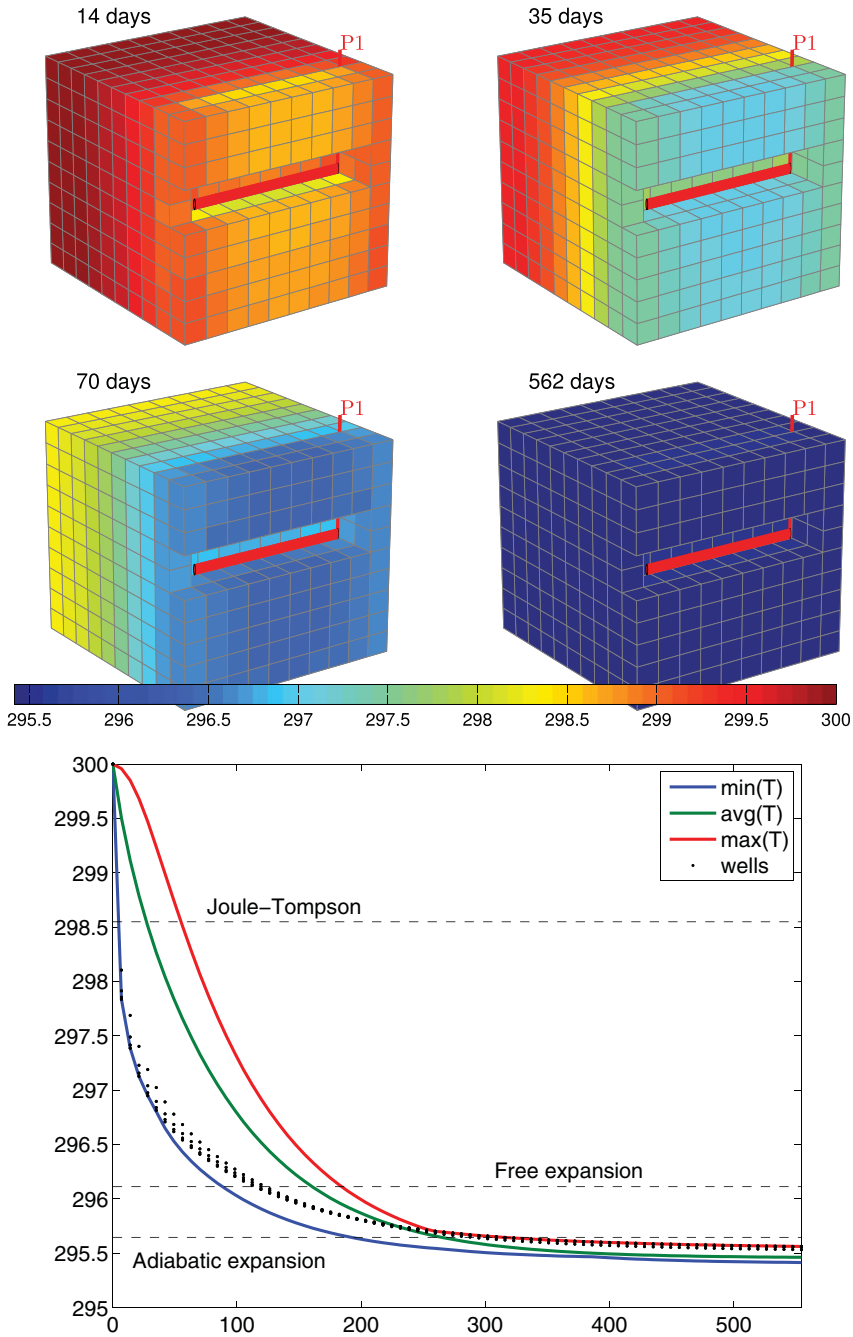 14 days
35 days
P1
P1
70 days
562 days
P1
P1
295.5 296 296.5 297 297.5 298 298.5 299 299.5 300
300
299.5
299
298.5
298
297.5
297
296.5
296
295.5
295
min(T)
avg(T)
max(T)
wells
Joule−Tompson
Free expansion
Adiabatic expansion
0 100 200 300 400 500